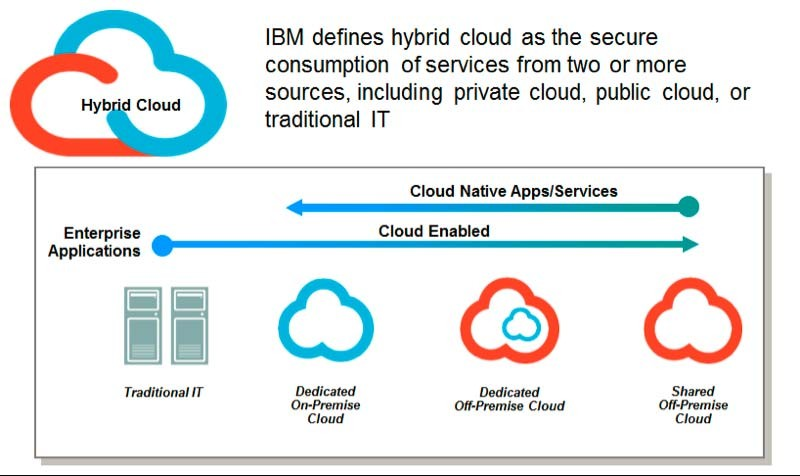 Hybrid Cloud
IBM defines hybrid cloud as the secure
consumption of services from two or more
sources, including private cloud, public cloud, or
traditional IT
Cloud Native Apps/Services
Enterprise
Applications
Cloud Enabled
Traditional IT
Dedicated
On-Premise
Cloud
Dedicated
Off-Premise Cloud
Shared
Off-Premise
Cloud